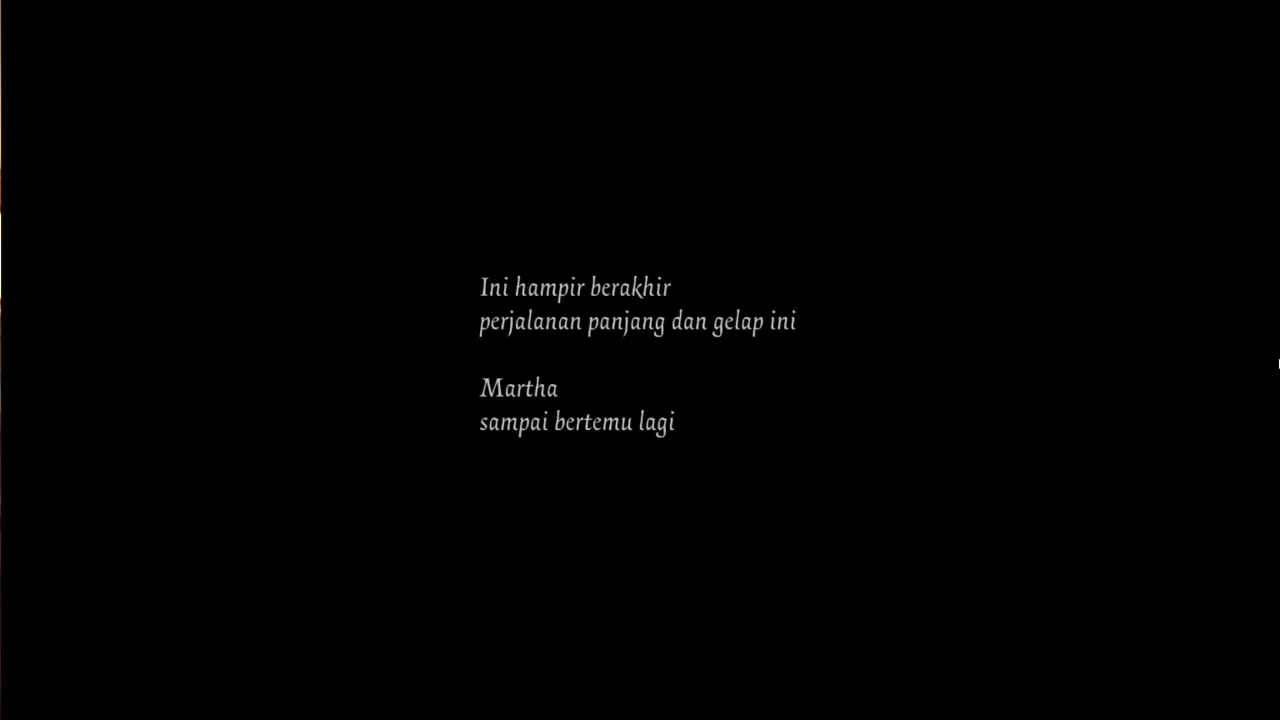 Ini hampir berakhir
perjalanan panjang dan gelap ini
Martha
sampai bertemu lagi